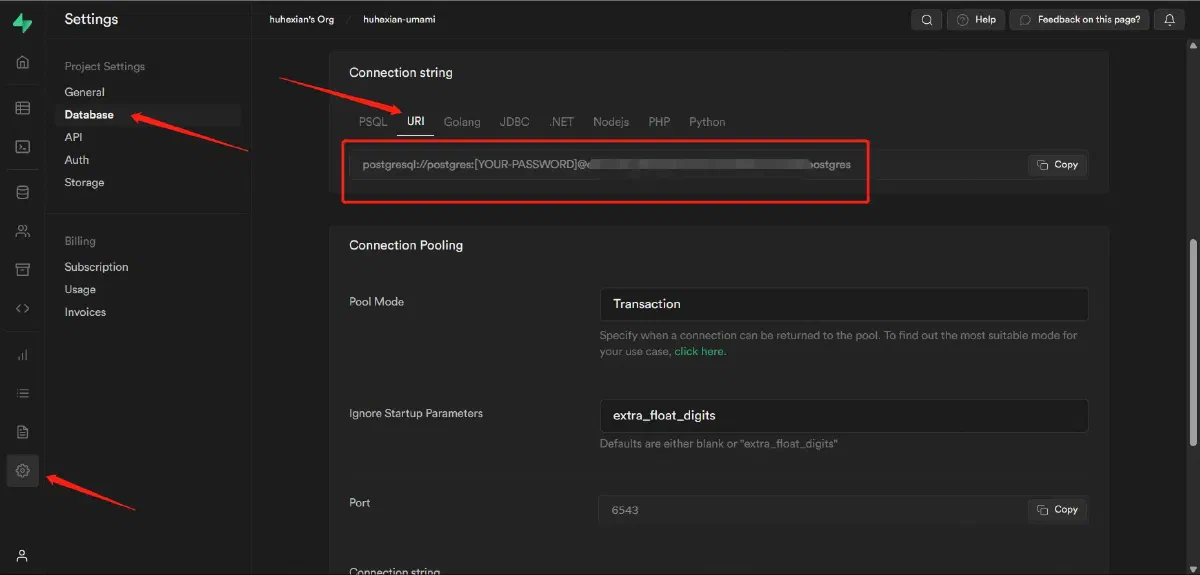 Settings
huhexian's Org / huhexian-umami
Help
Feedback on this page?
Project Settings
General
Database
API
Auth
Storage
Billing
Subscription
Usage
Invoices
Connection string
PSQL URI Golang JDBC .NET Nodejs PHP Python
postgresql://postgres:[YOUR-PASSWORD]@ postgres
Copy
Connection Pooling
Pool Mode
Transaction
Specify when a connection can be returned to the pool. To find out the most suitable mode for
your use case, click here.
Ignore Startup Parameters
extra_float_digits
Defaults are either blank or "extra_float_digits"
Port
6543
Copy
Connection string